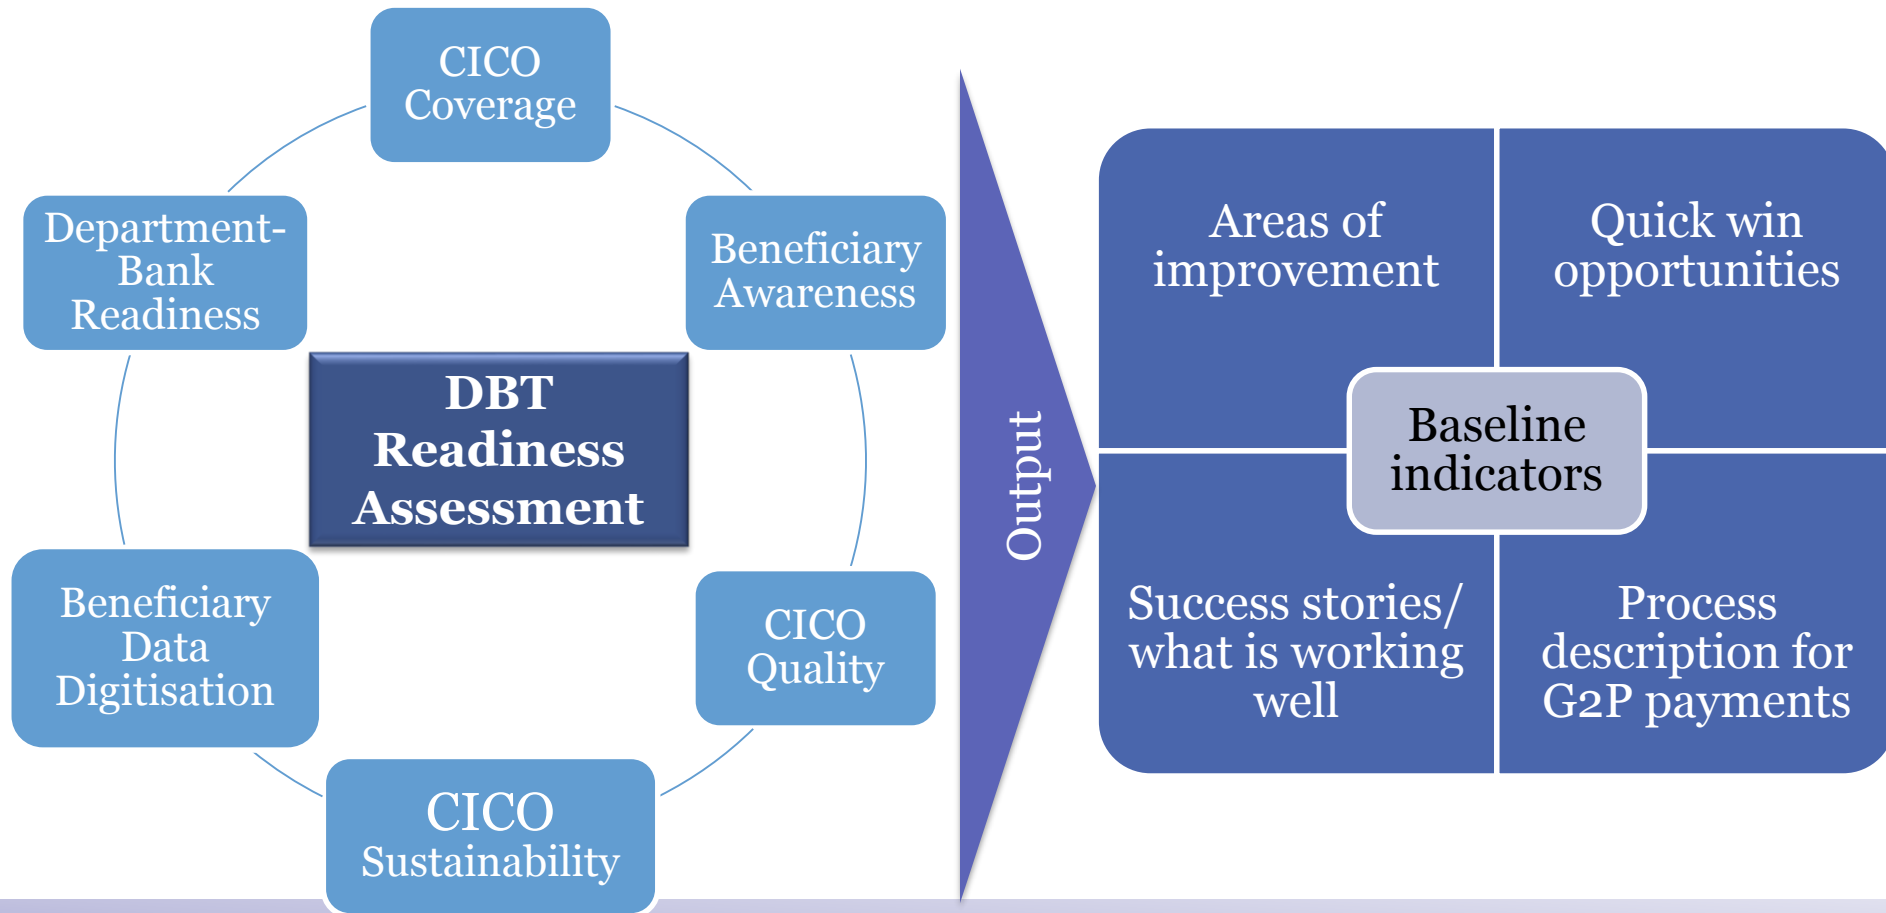 CICO
Coverage
Beneficiary
Awareness
CICO
Quality
CICO
Sustainability
Beneficiary
Data
Digitisation
Department-
Bank
Readiness
DBT
Readiness
Assessment
Output
Areas of
improvement
Quick win
opportunities
Baseline
indicators
Success stories/
what is working
well
Process
description for
G2P payments